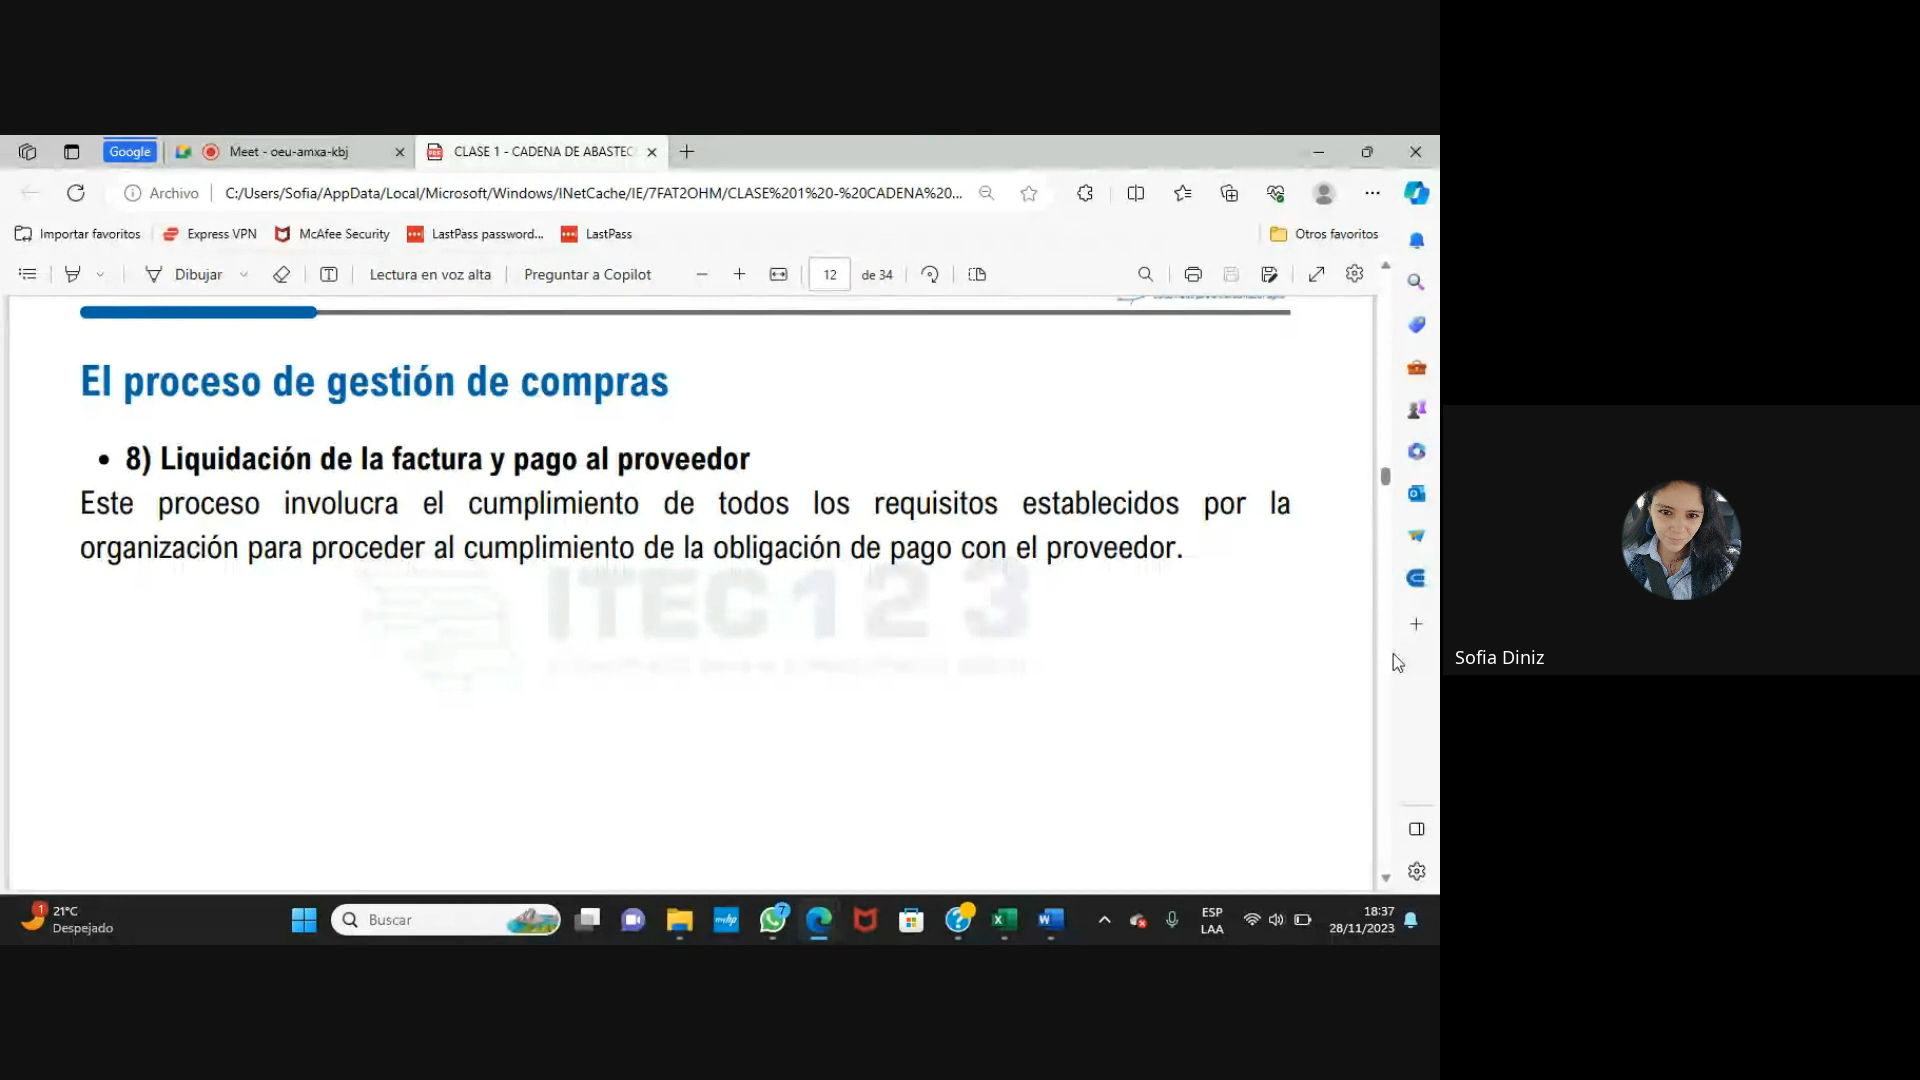 Google
Meet - oeu-amxa-kbj
CLASE 1 - CADENA DE ABASTEC
Archivo
C:/Users/Sofia/AppData/Local/Microsoft/Windows/INetCache/IE/7FAT2OHM/CLASE%201%20-%20CADENA%20...
Importar favoritos
Express VPN
McAfee Security
LastPass password...
LastPass
Otros favoritos
Dibujar
Lectura en voz alta
Preguntar a Copilot
12
de 34
El proceso de gestión de compras
• 8) Liquidación de la factura y pago al proveedor
Este proceso involucra el cumplimiento de todos los requisitos establecidos por la
organización para proceder al cumplimiento de la obligación de pago con el proveedor.
ITEC 1 2 3
Sofia Diniz
1
21°C
Despejado
Buscar
mdhp
7
ESP
LAA
18:37
28/11/2023